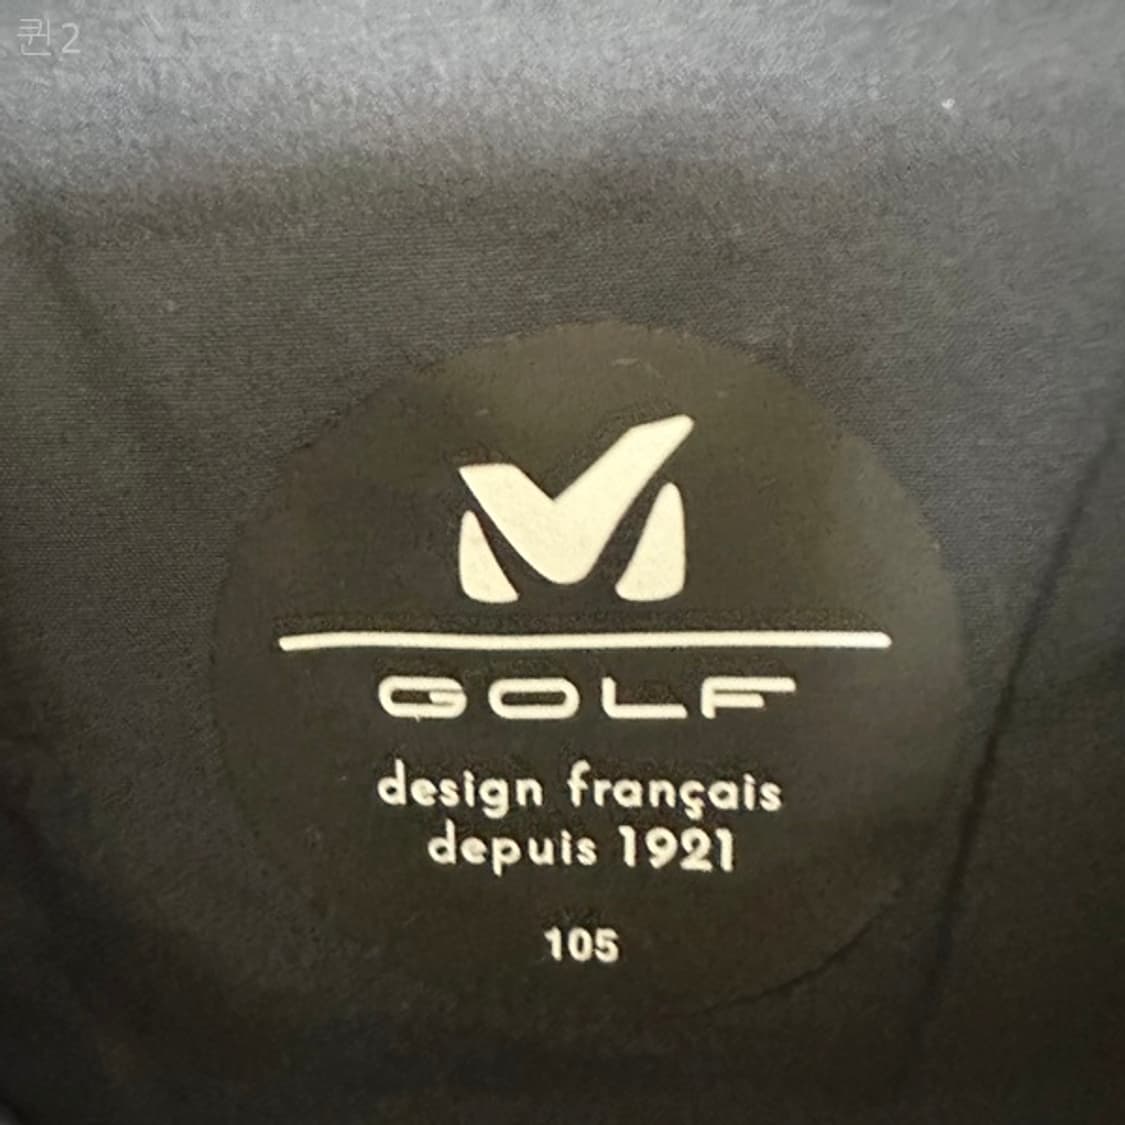 퀸2
GOLF
design français
depuis 1921
105